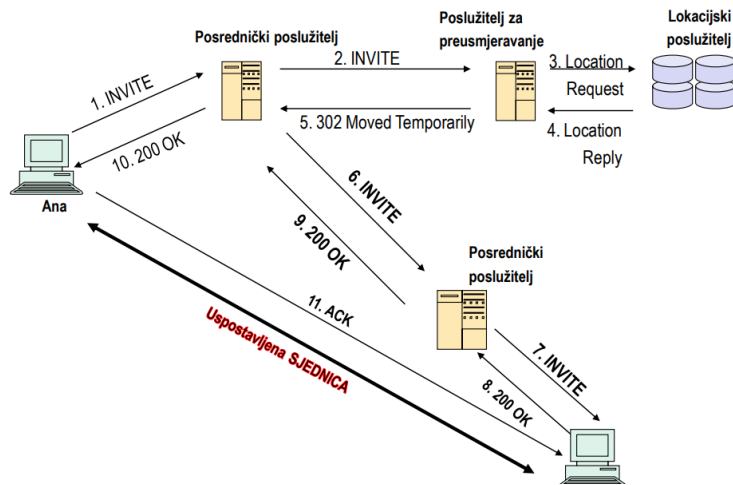 Posrednički poslužitelj
Poslužitelj za
preusmjeravanje
Lokacijski
poslužitelj
1. INVITE
2. INVITE
3. Location
Request
4. Location
Reply
5. 302 Moved Temporarily
10. 200 OK
Ana
6. INVITE
9. 200 OK
Posrednički
poslužitelj
11. ACK
Uspostavljena SJEDNICA
7. INVITE
8. 200 OK